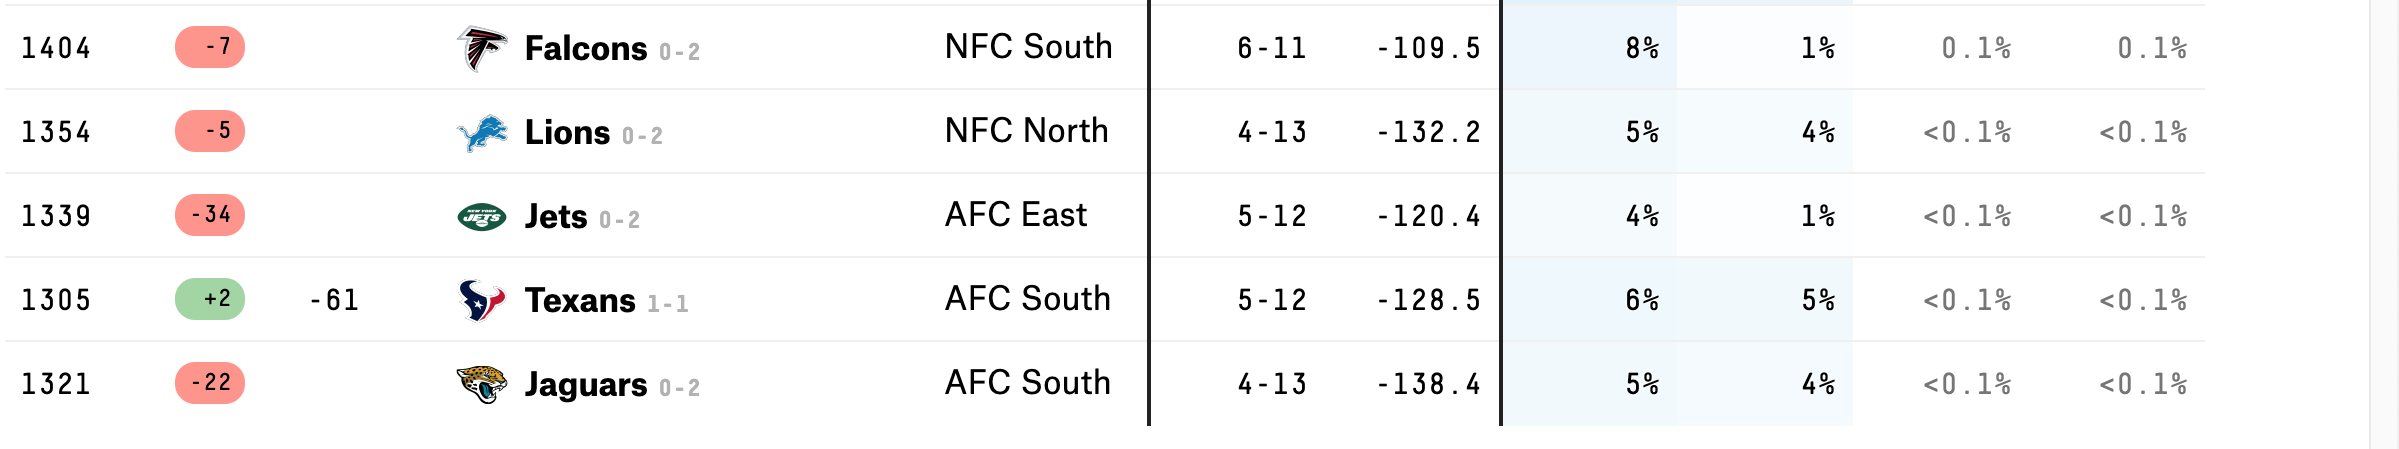 1404 -7 Falcons 0-2 NFC South 6-11 -109.5 8% 1% 0.1% 0.1%
1354 -5 Lions 0-2 NFC North 4-13 -132.2 5% 4% <0.1% <0.1%
1339 -34 NEW YORK JETS Jets 0-2 AFC East 5-12 -120.4 4% 1% <0.1% <0.1%
1305 +2 -61 Texans 1-1 AFC South 5-12 -128.5 6% 5% <0.1% <0.1%
1321 -22 Jaguars 0-2 AFC South 4-13 -138.4 5% 4% <0.1% <0.1%